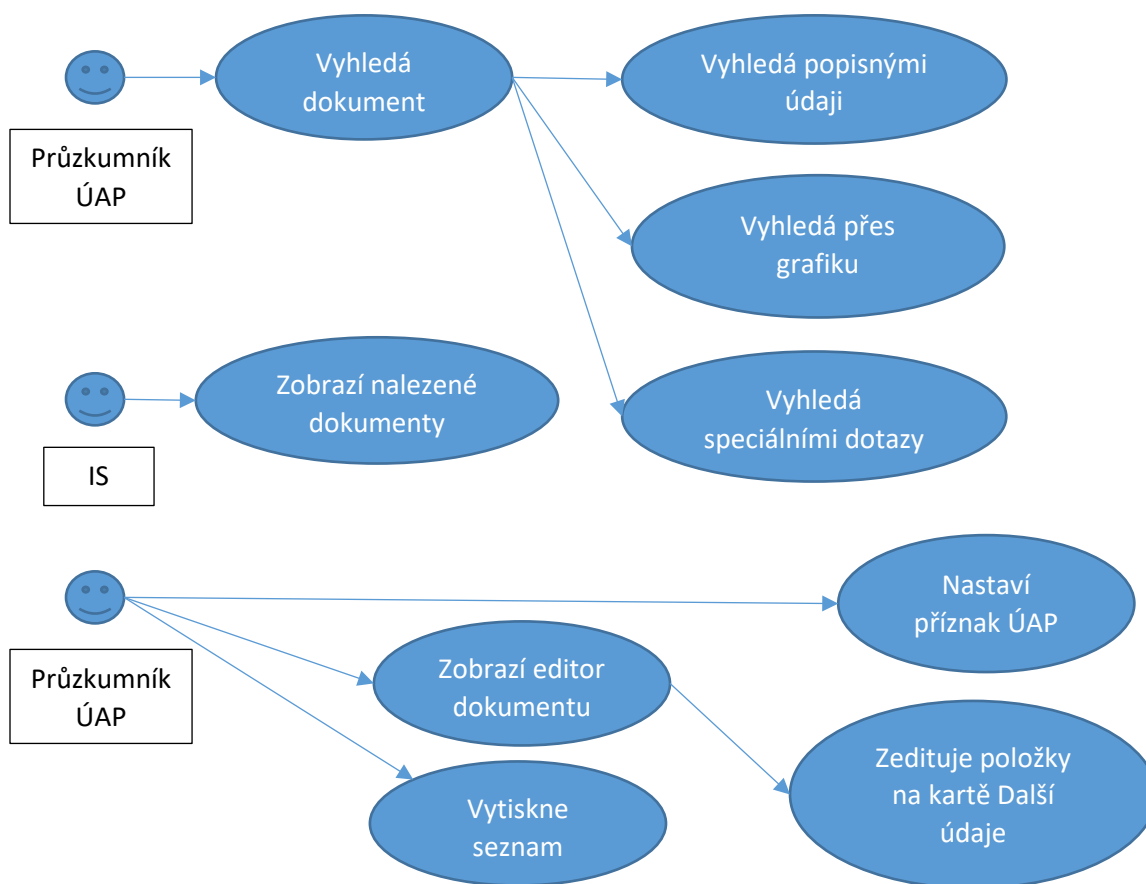 Vyhledá
dokument
Vyhledá popisnými
údaji
Průzkumník
ÚAP
Vyhledá přes
grafiku
Zobrazí nalezené
dokumenty
Vyhledá
speciálními dotazy
IS
Nastaví
příznak ÚAP
Průzkumník
ÚAP
Zobrazí editor
dokumentu
Zedituje položky
na kartě Další
údaje
Vytiskne
seznam